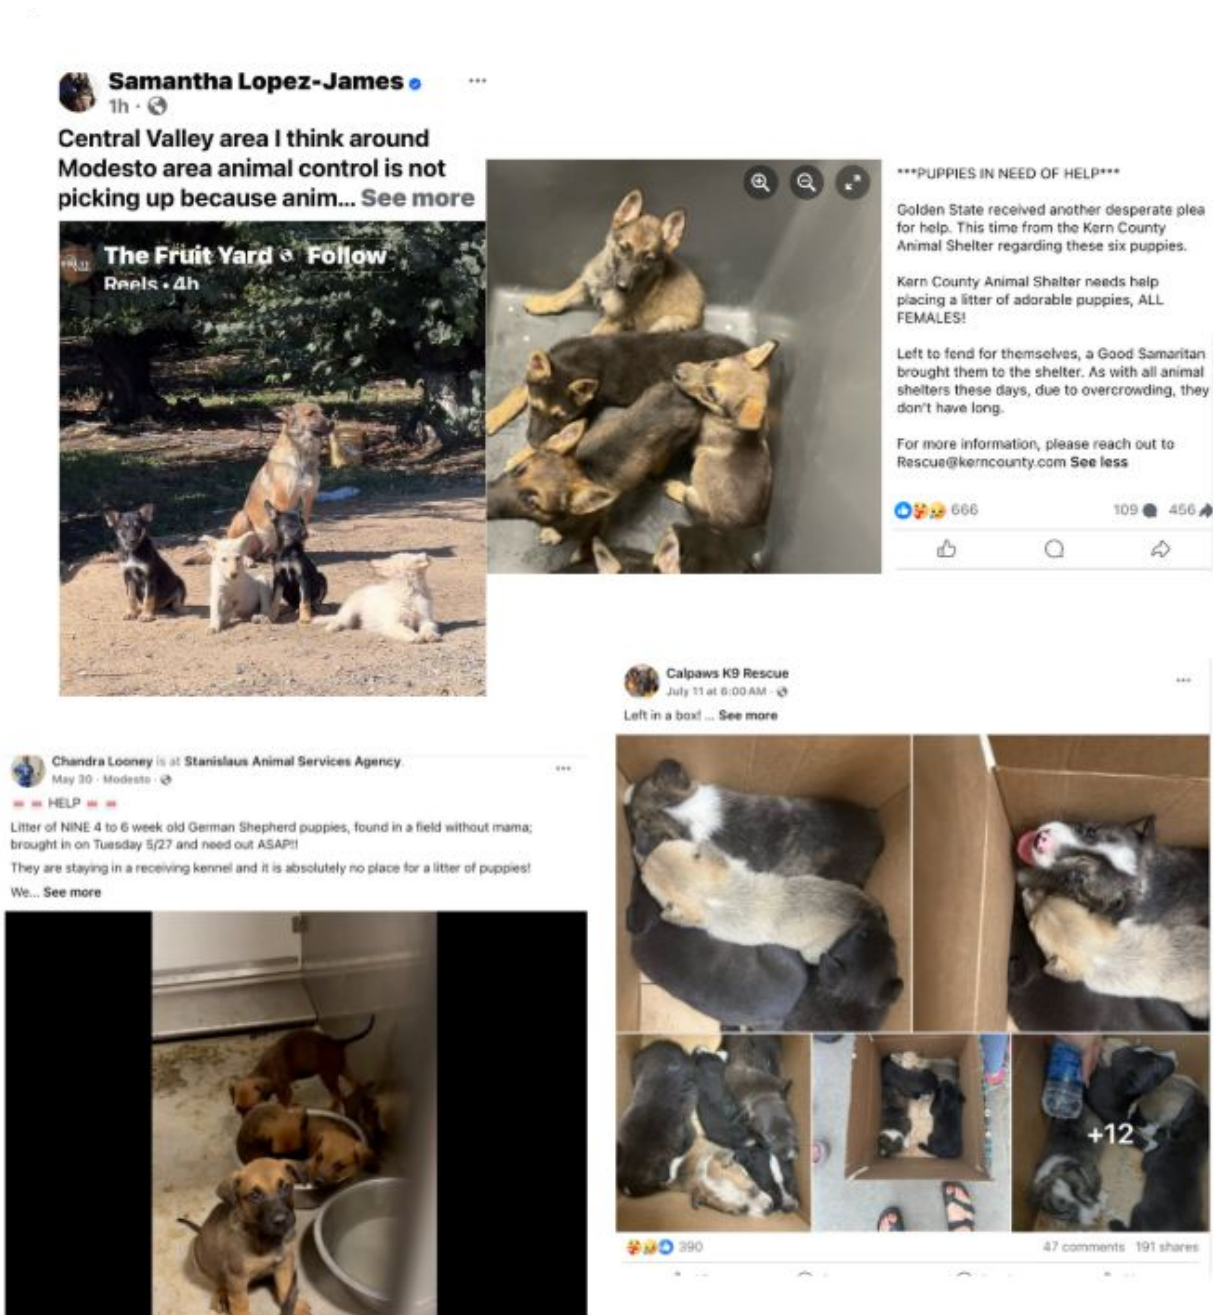 Samantha Lopez-James
1h ·
Central Valley area I think around
Modesto area animal control is not
picking up because anim... See more
The Fruit Yard Follow
Reels · 4h
***PUPPIES IN NEED OF HELP***
Golden State received another desperate plea
for help. This time from the Kern County
Animal Shelter regarding these six puppies.
Kern County Animal Shelter needs help
placing a litter of adorable puppies, ALL
FEMALES!
Left to fend for themselves, a Good Samaritan
brought them to the shelter. As with all animal
shelters these days, due to overcrowding, they
don't have long.
For more information, please reach out to
Rescue@kerncounty.com See less
666
109 456
Calpaws K9 Rescue
July 11 at 6:00 AM ·
Left in a box! ... See more
+12
390
47 comments 191 shares
Chandra Looney is at Stanislaus Animal Services Agency.
May 30 · Modesto ·
HELP
Litter of NINE 4 to 6 week old German Shepherd puppies, found in a field without mama;
brought in on Tuesday 5/27 and need out ASAP!!
They are staying in a receiving kennel and it is absolutely no place for a litter of puppies!
We... See more